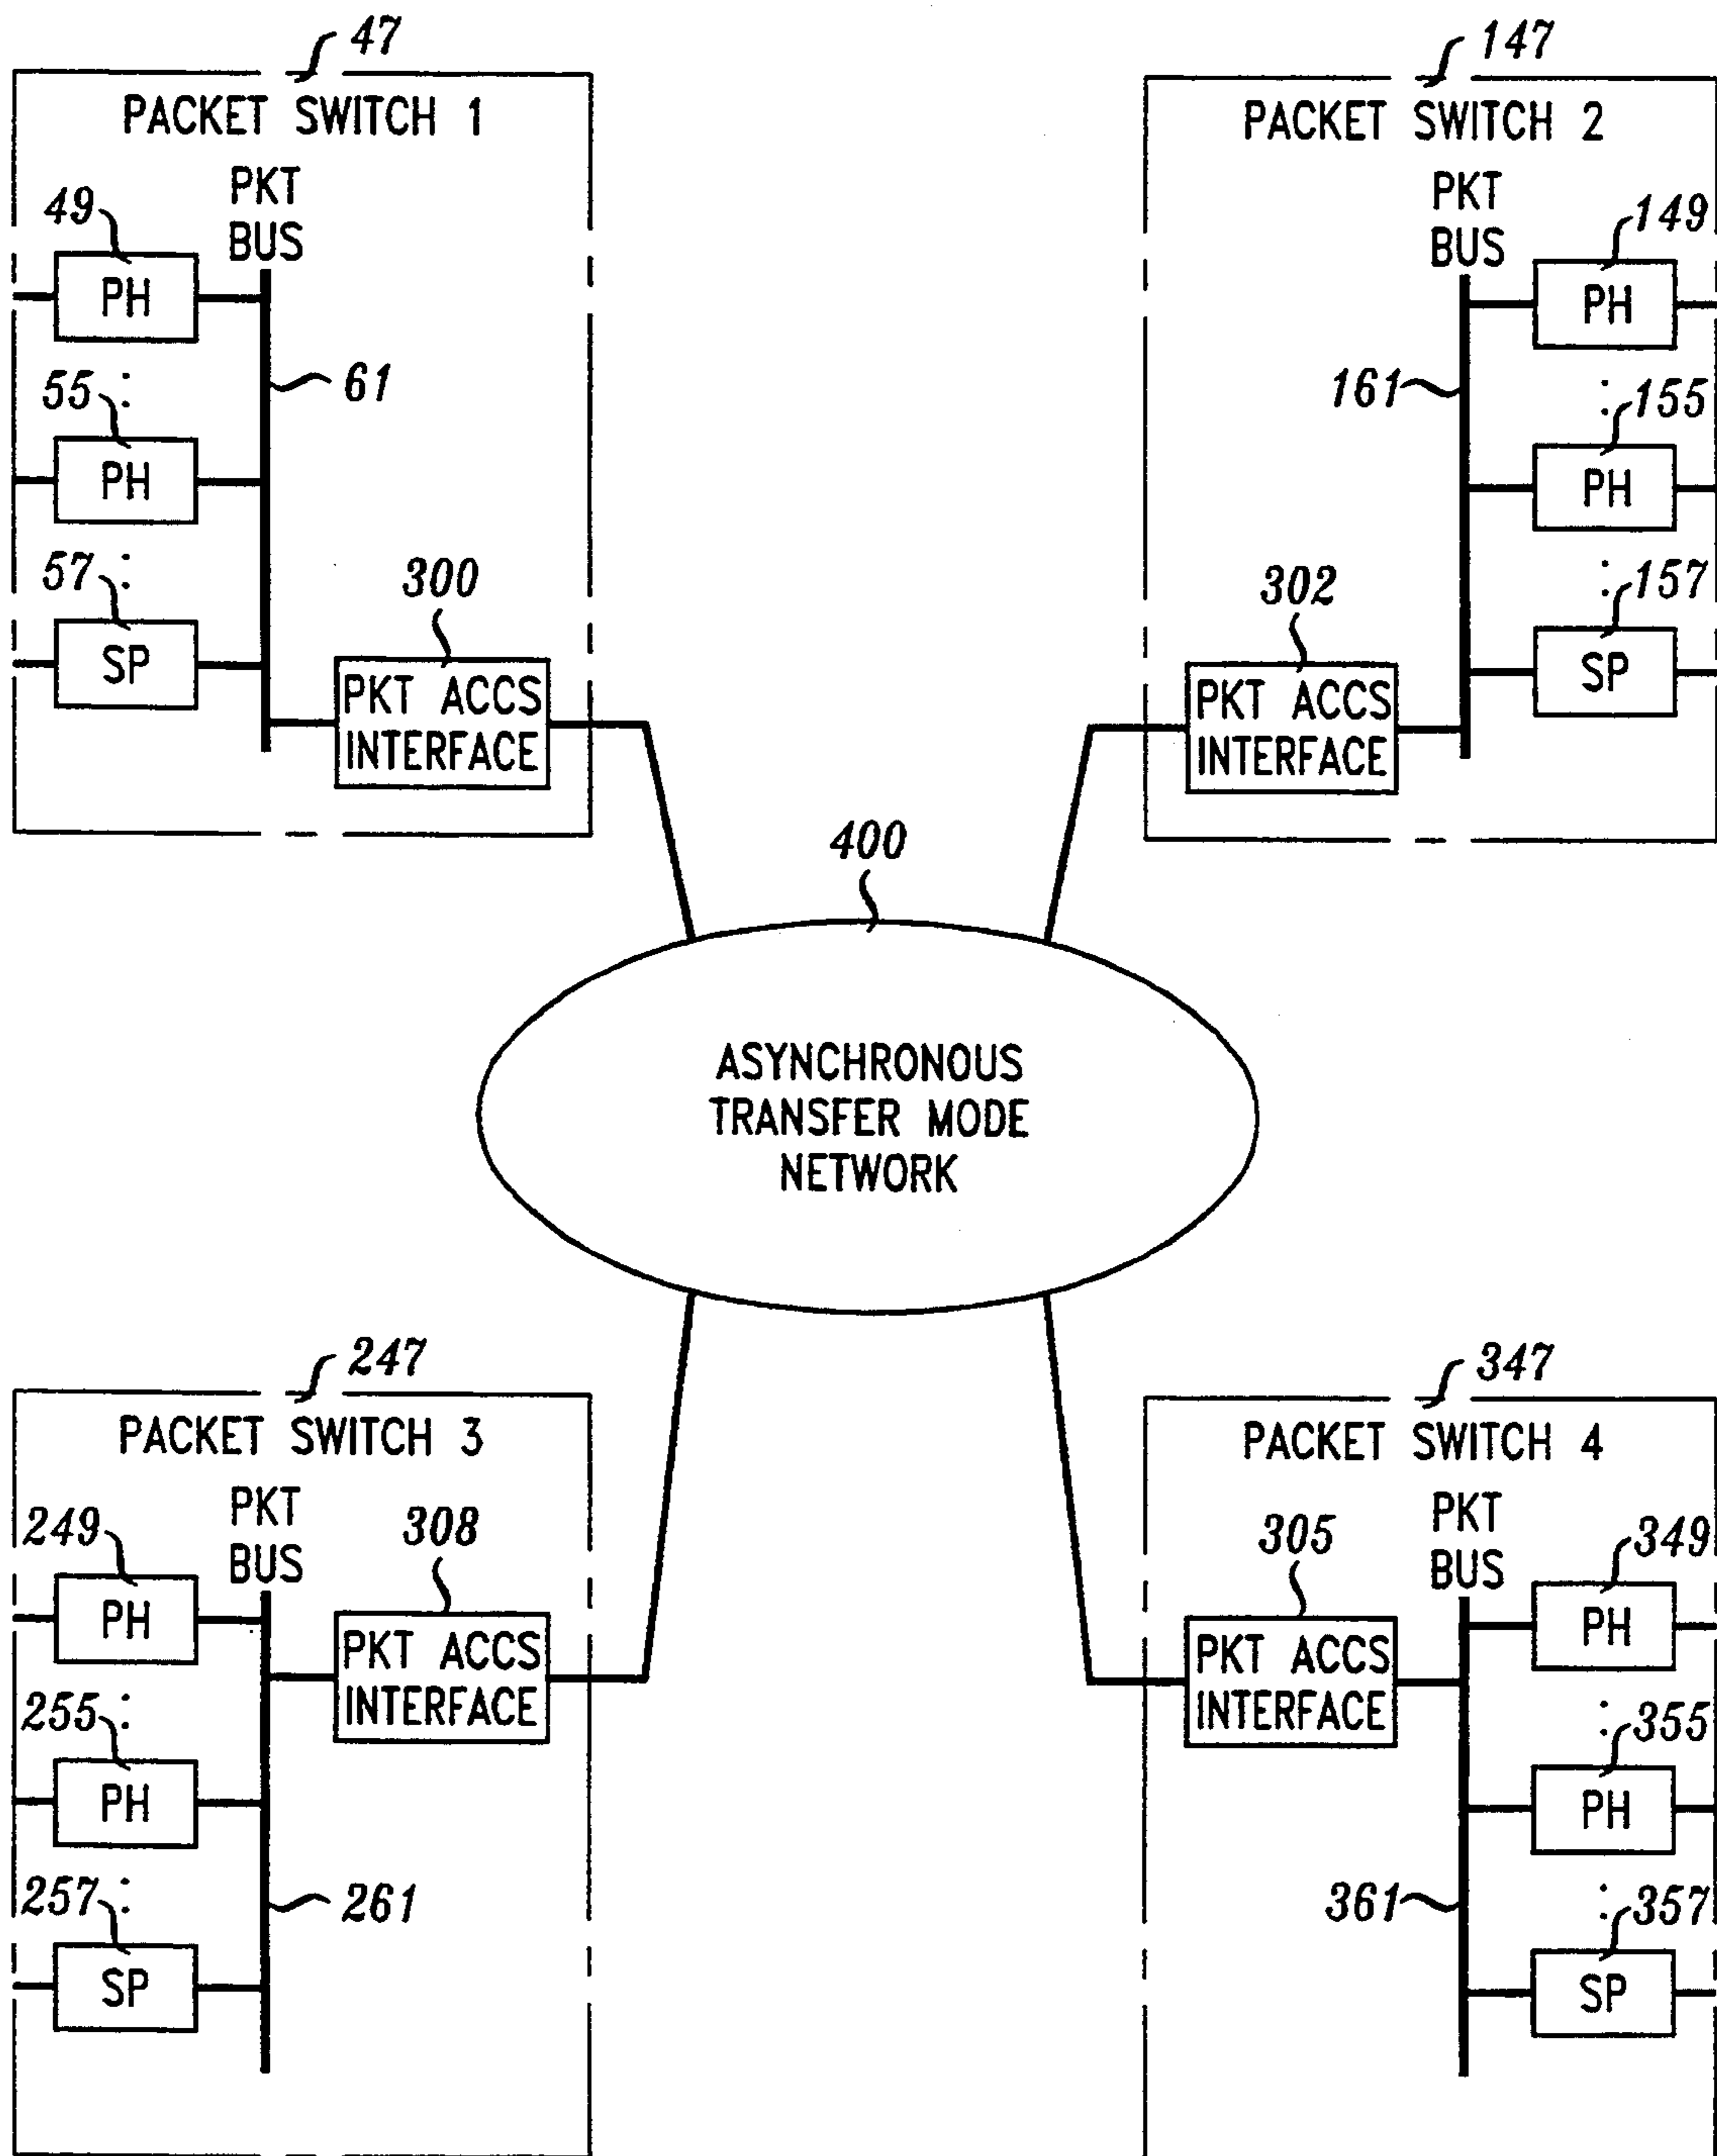 47
PACKET SWITCH 1
PKT
BUS
49
PH
61
55
PH
57
SP
300
PKT ACCS
INTERFACE
147
PACKET SWITCH 2
PKT
BUS
149
PH
161
155
PH
157
SP
302
PKT ACCS
INTERFACE
400
ASYNCHRONOUS
TRANSFER MODE
NETWORK
247
PACKET SWITCH 3
PKT
BUS
249
PH
308
PKT ACCS
INTERFACE
255
PH
257
SP
261
347
PACKET SWITCH 4
PKT
BUS
305
PKT ACCS
INTERFACE
349
PH
355
PH
361
357
SP